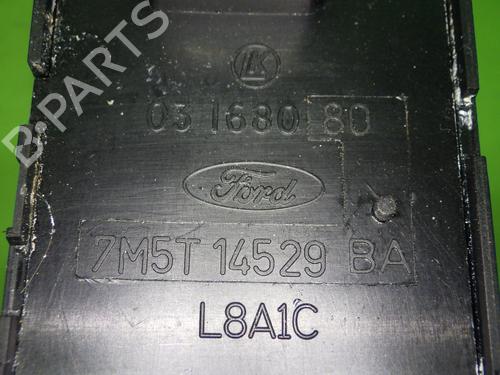 B-PARTS
LK
03 1680 80
Ford
7M5T 14529 BA
L8A1C